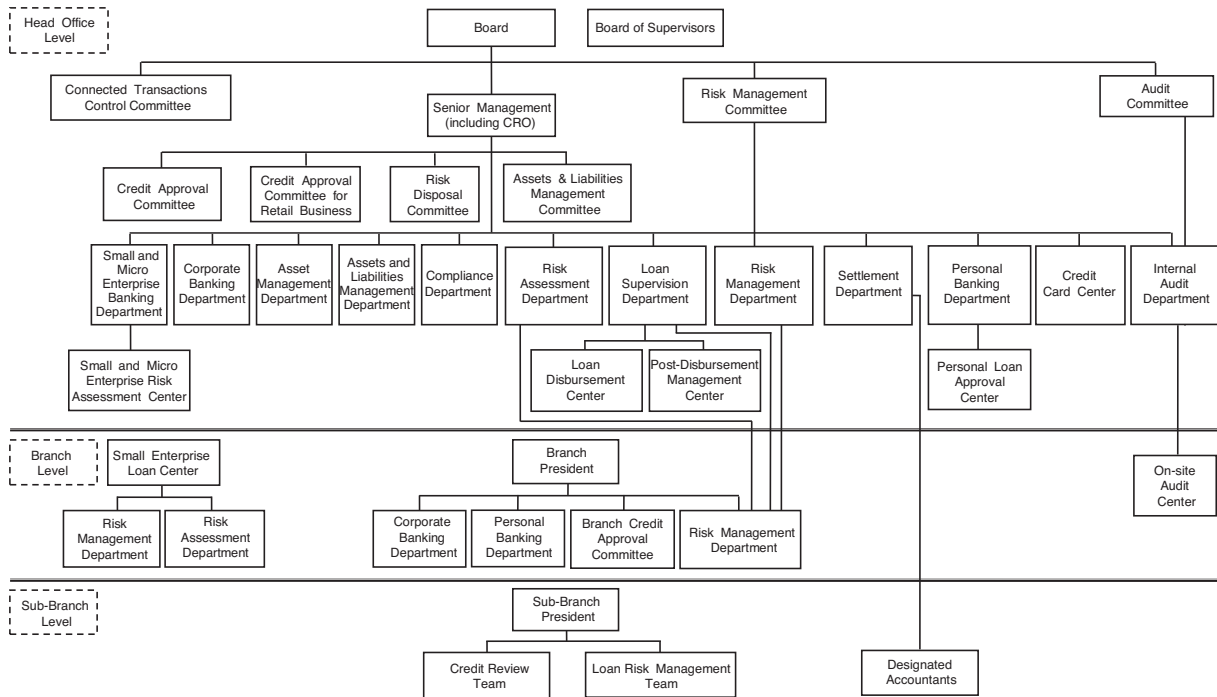 Head Office
Level
Board
Board of Supervisors
Connected Transactions
Control Committee
Senior Management
(including CRO)
Risk Management
Committee
Audit
Committee
Credit Approval
Committee
Credit Approval
Committee for
Retail Business
Risk
Disposal
Committee
Assets & Liabilities
Management
Committee
Small and
Micro
Enterprise
Banking
Department
Corporate
Banking
Department
Asset
Management
Department
Assets and
Liabilities
Management
Department
Compliance
Department
Risk
Assessment
Department
Loan
Supervision
Department
Risk
Management
Department
Settlement
Department
Personal
Banking
Department
Credit
Card Center
Internal
Audit
Department
Small and Micro
Enterprise Risk
Assessment Center
Loan
Disbursement
Center
Post-Disbursement
Management
Center
Personal Loan
Approval
Center
Branch
Level
Small Enterprise
Loan Center
Branch
President
On-site
Audit
Center
Risk
Management
Department
Risk
Assessment
Department
Corporate
Banking
Department
Personal
Banking
Department
Branch Credit
Approval
Committee
Risk Management
Department
Sub-Branch
Level
Sub-Branch
President
Credit Review
Team
Loan Risk Management
Team
Designated
Accountants